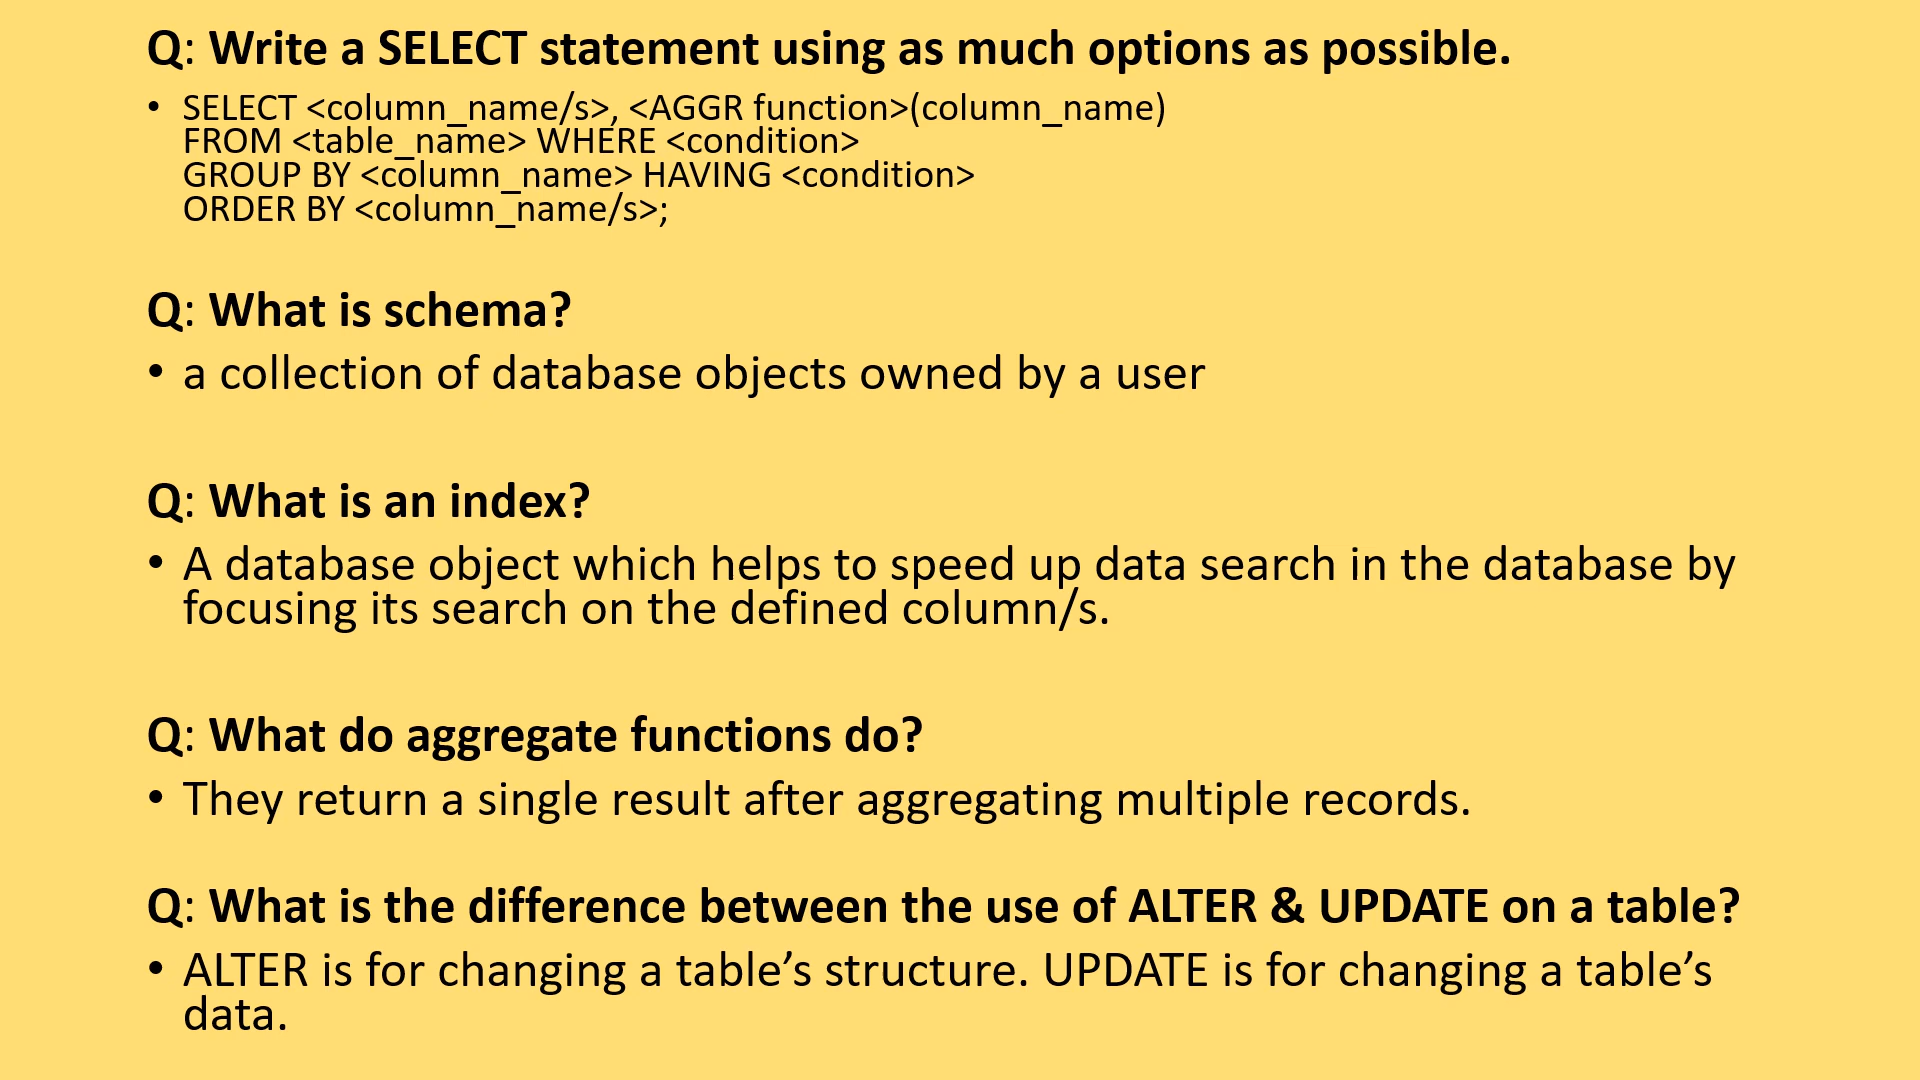 Q: Write a SELECT statement using as much options as possible.
• SELECT <column_name/s>, <AGGR function>(column_name)
FROM <table_name> WHERE <condition>
GROUP BY <column_name> HAVING <condition>
ORDER BY <column_name/s>;
Q: What is schema?
• a collection of database objects owned by a user
Q: What is an index?
• A database object which helps to speed up data search in the database by
focusing its search on the defined column/s.
Q: What do aggregate functions do?
• They return a single result after aggregating multiple records.
Q: What is the difference between the use of ALTER & UPDATE on a table?
• ALTER is for changing a table’s structure. UPDATE is for changing a table’s
data.